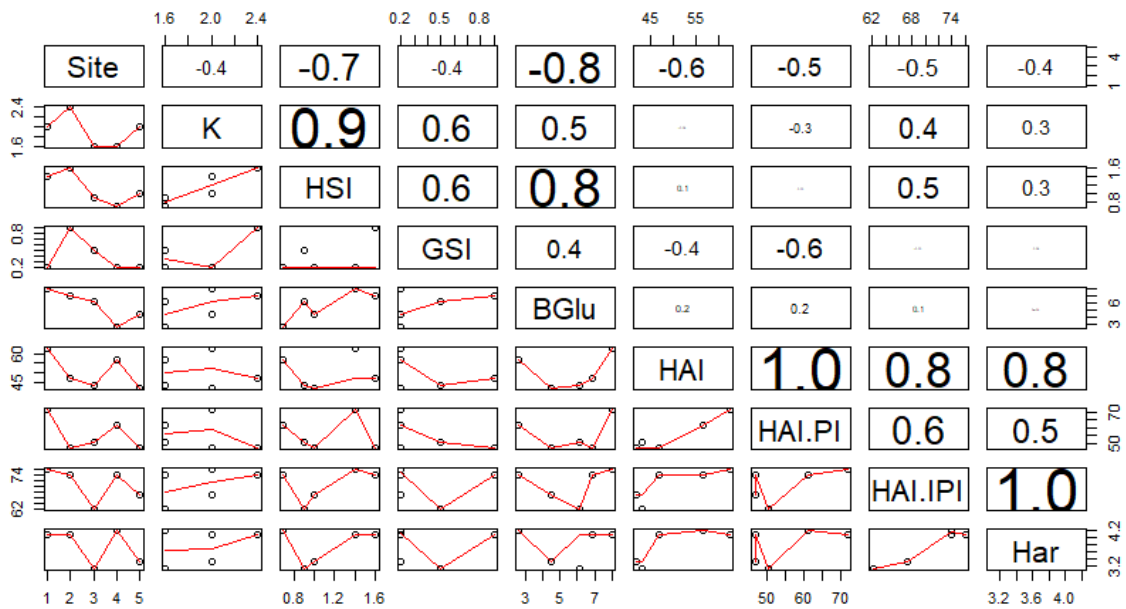 1.6 2.0 2.4 0.2 0.5 0.8 45 55 62 68 74
Site -0.4 -0.7 -0.4 -0.8 -0.6 -0.5 -0.5 -0.4 1 4
1.6 2.4 K 0.9 0.6 0.5 -0.3 0.4 0.3
HSI 0.6 0.8 0.1 0.5 0.3 0.8 1.6
0.2 0.8 GSI 0.4 -0.4 -0.6
BGlu 0.2 0.2 0.1 3 6
45 60 HAI 1.0 0.8 0.8
HAI.PI 0.6 0.5 50 70
62 74 HAI.IPI 1.0
Har 3.2 4.2
1 2 3 4 5 0.8 1.2 1.6 3 5 7 50 60 70 3.2 4.0